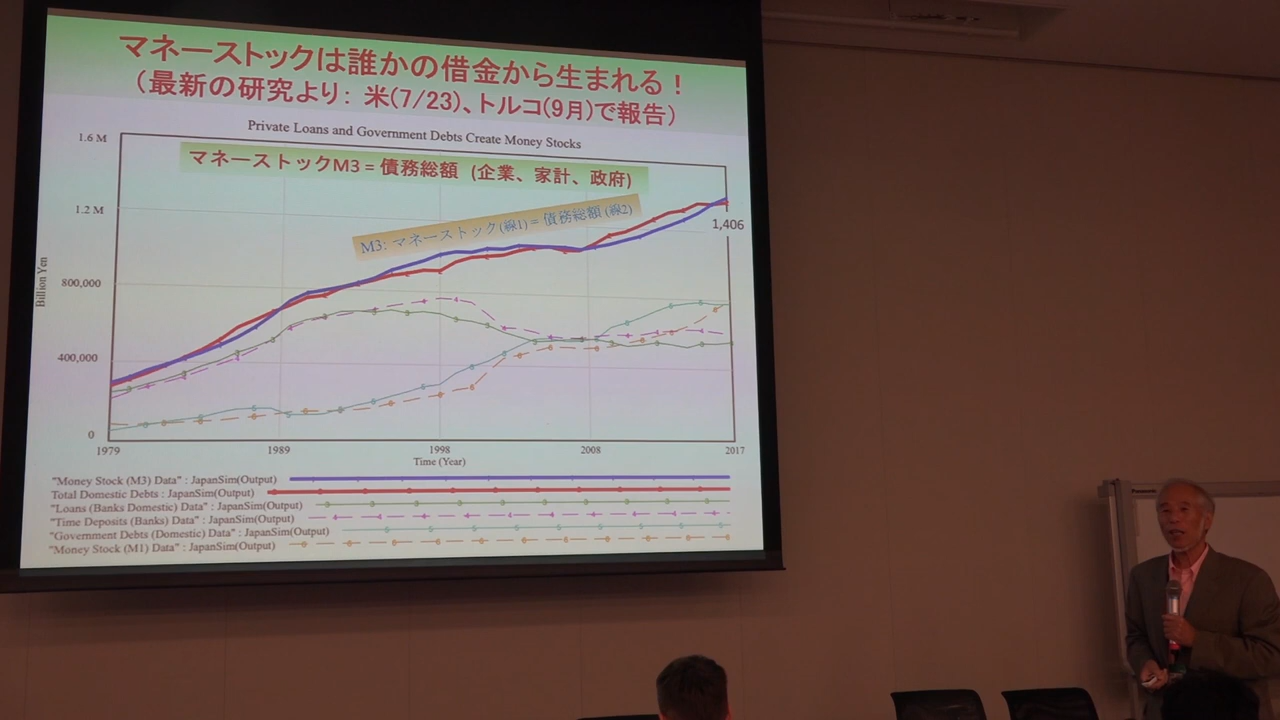 マネーストックは誰かの借金から生まれる！
（最新の研究より： 米(7/23)、トルコ(9月)で報告）
Private Loans and Government Debts Create Money Stocks
1.6 M
マネーストックM3 = 債務総額 (企業、家計、政府)
1.2 M
M3: マネーストック(線1) = 債務総額 (線2)
1,406
Billion Yen
800,000
400,000
0
1979 1989 1998 2008 2017
Time (Year)
"Money Stock (M3) Data" : JapanSim(Output)
Total Domestic Debts : JapanSim(Output)
"Loans (Banks Domestic) Data" : JapanSim(Output)
"Time Deposits (Banks) Data" : JapanSim(Output)
"Government Debts (Domestic) Data" : JapanSim(Output)
"Money Stock (M1) Data" : JapanSim(Output)
Panasonic